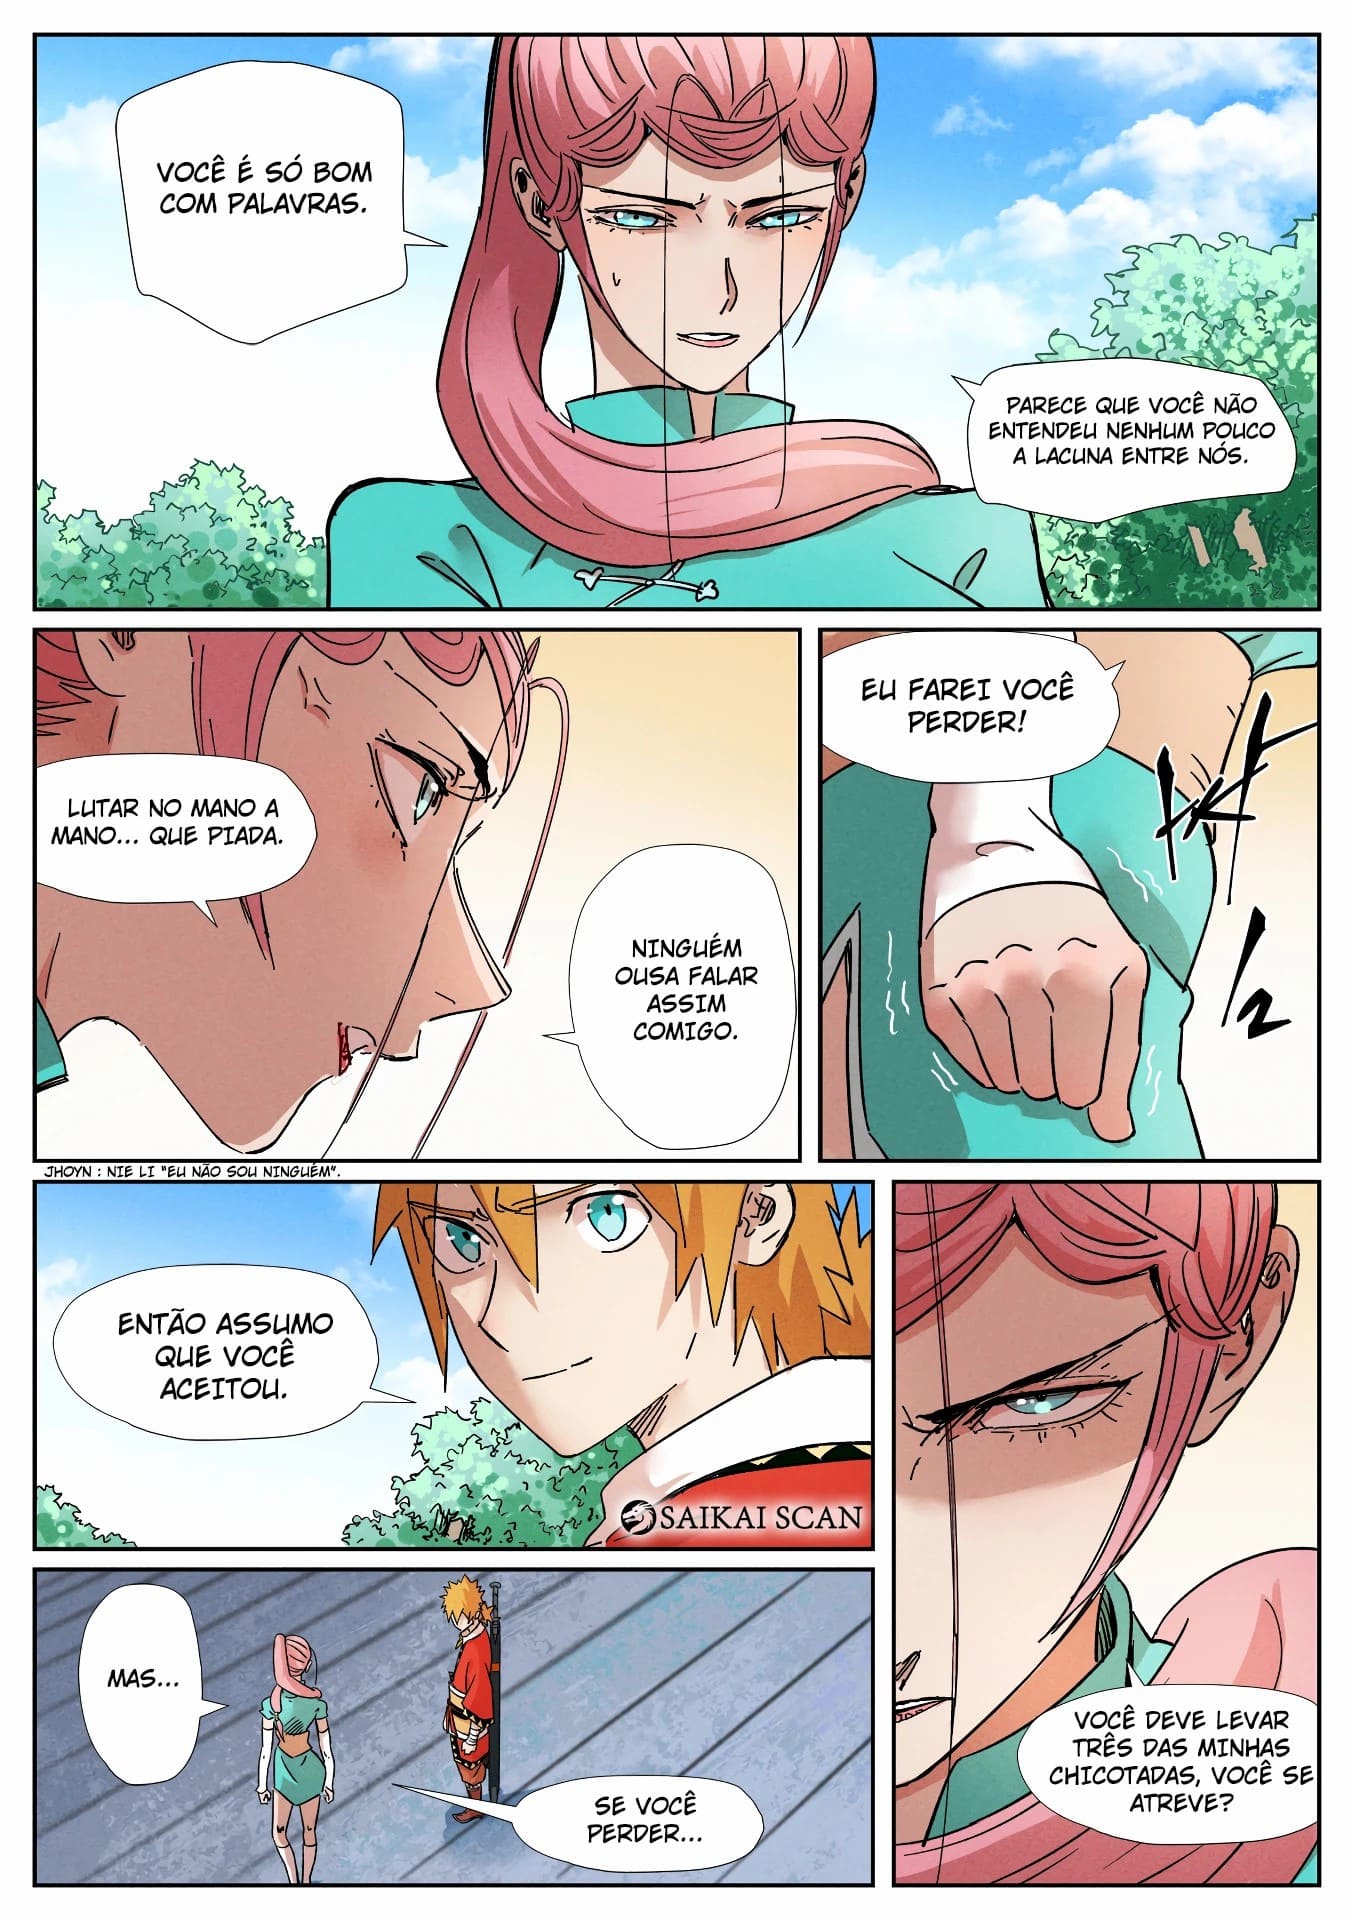 VOCÊ É SÓ BOM
COM PALAVRAS.
PARECE QUE VOCÊ NÃO
ENTENDEU NENHUM POUCO
A LACUNA ENTRE NÓS.
LUTAR NO MANO A
MANO... QUE PIADA.
NINGUÉM
OUSA FALAR
ASSIM
COMIGO.
EU FAREI VOCÊ
PERDER!
JHOYN : NIE LI "EU NÃO SOU NINGUÉM".
ENTÃO ASSUMO
QUE VOCÊ
ACEITOU.
SAIKAI SCAN
MAS...
SE VOCÊ
PERDER...
VOCÊ DEVE LEVAR
TRÊS DAS MINHAS
CHICOTADAS, VOCÊ SE
ATREVE?